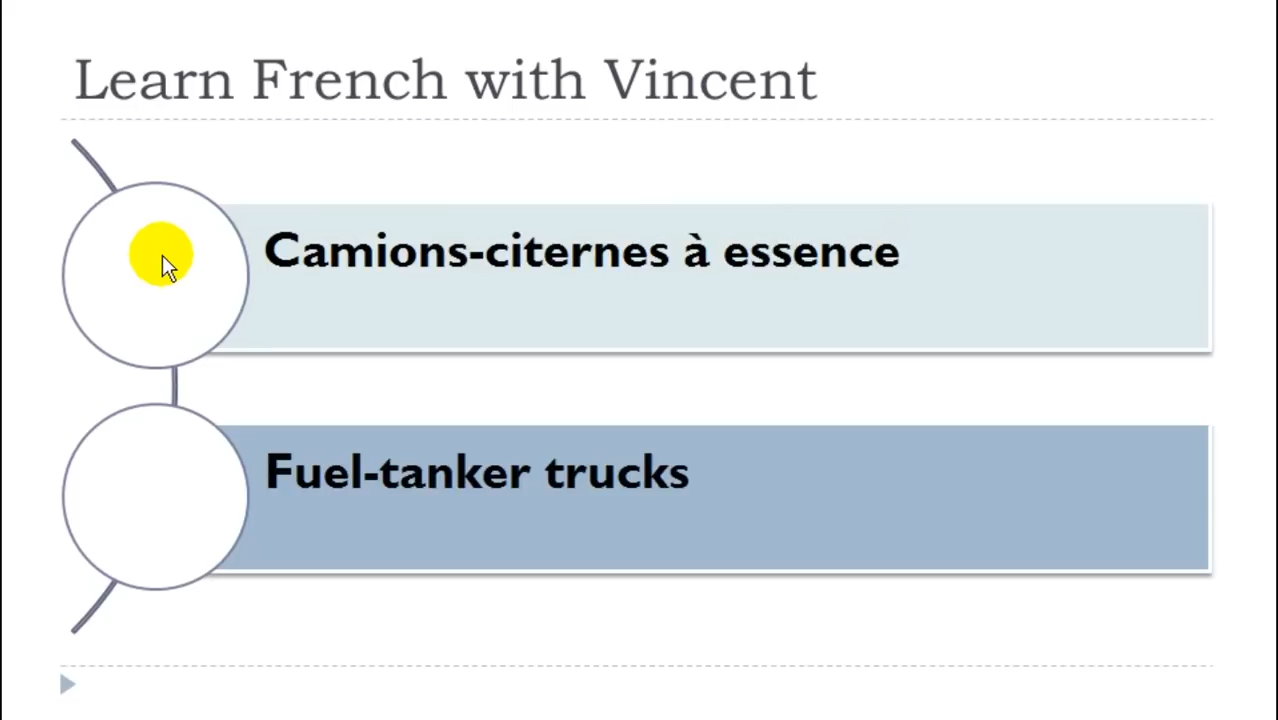 Learn French with Vincent
Camions-citernes à essence
Fuel-tanker trucks